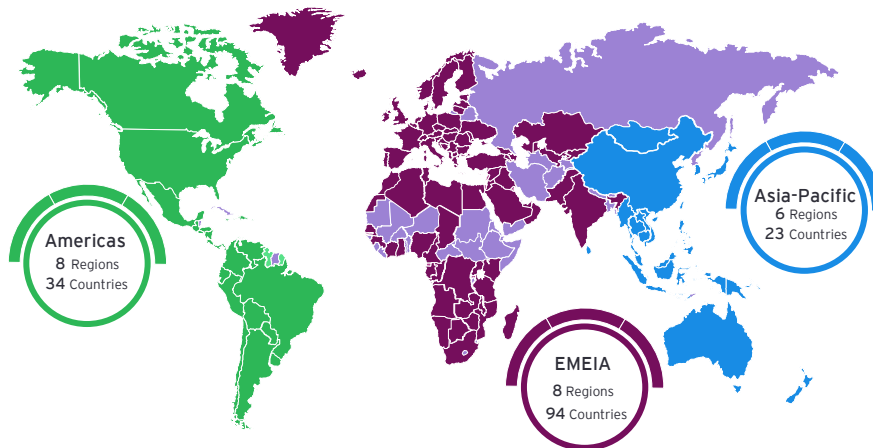 Americas
8 Regions
34 Countries
Asia-Pacific
6 Regions
23 Countries
EMEIA
8 Regions
94 Countries